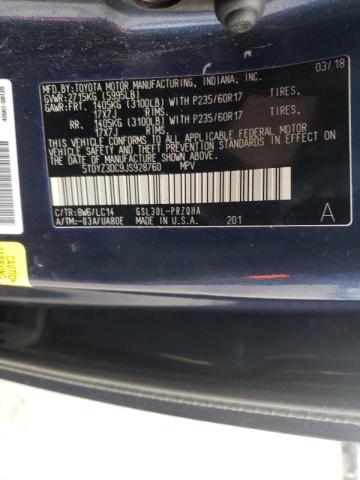 MFD. BY: TOYOTA MOTOR MANUFACTURING, INDIANA, INC. 03/18
GVWR: 2715KG (5995LB)
GAWR: FRT. 1405KG (3100LB) WITH P235/60R17 TIRES,
17X7J RIMS,
RR. 1405KG (3100LB) WITH P235/60R17 TIRES,
17X7J RIMS,
THIS VEHICLE CONFORMS TO ALL APPLICABLE FEDERAL MOTOR
VEHICLE SAFETY, AND THEFT PREVENTION STANDARDS IN
EFFECT ON THE DATE OF MANUFACTURE SHOWN ABOVE.
5TDYZ3DC9JS928760 MPV
C/TR: 8W6/LC14 GSL30L-PRZQHA
A/TM: -03A/UA80E MADE IN U.S.A. 201
A
CAUTION